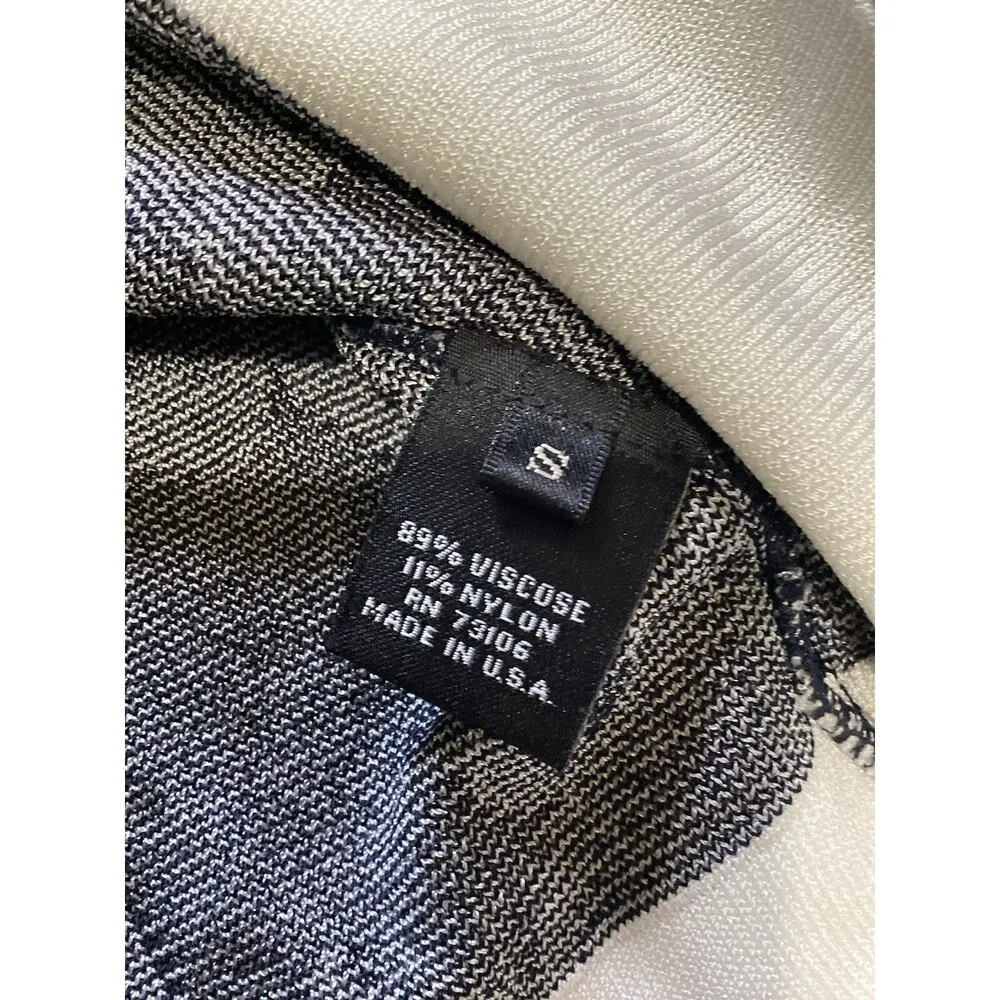 S
89% VISCOSE
11% NYLON
RN 73106
MADE IN U.S.A.